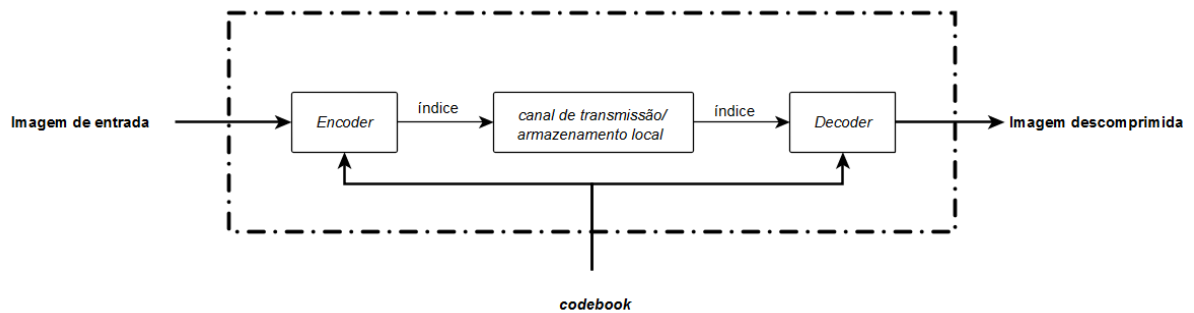 Imagem de entrada
Encoder
índice
canal de transmissão/
armazenamento local
índice
Decoder
Imagem descomprimida
codebook